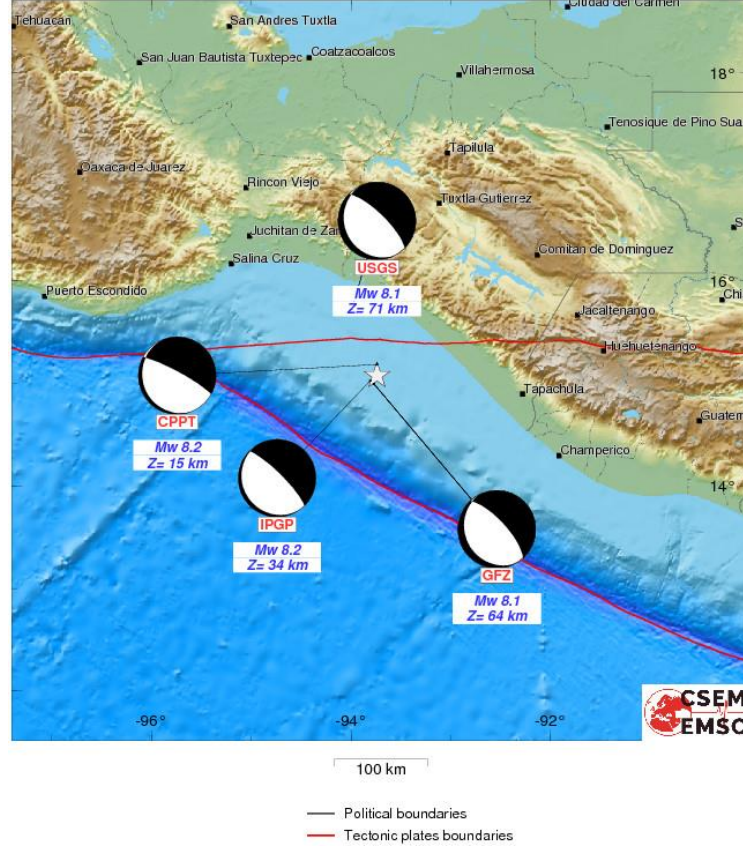 Tehuacan
San Andres Tuxtla
Ciudad del Carmen
San Juan Bautista Tuxtepec
Coatzacoalcos
Villahermosa
18°
Tenosique de Pino Sua
Tapilula
Oaxaca de Juarez
Rincon Viejo
Tuxtla Gutierrez
Juchitan de Za
Comitan de Dominguez
Salina Cruz
USGS
16°
Puerto Escondido
Mw 8.1
Z= 71 km
Chi
Jacaltenango
Huehuetenango
Tapachula
CPPT
Guatem
Mw 8.2
Z= 15 km
Champerico
14°
IPGP
Mw 8.2
Z= 34 km
GFZ
Mw 8.1
Z= 64 km
CSEM
EMSC
-96°
-94°
-92°
100 km
Political boundaries
Tectonic plates boundaries